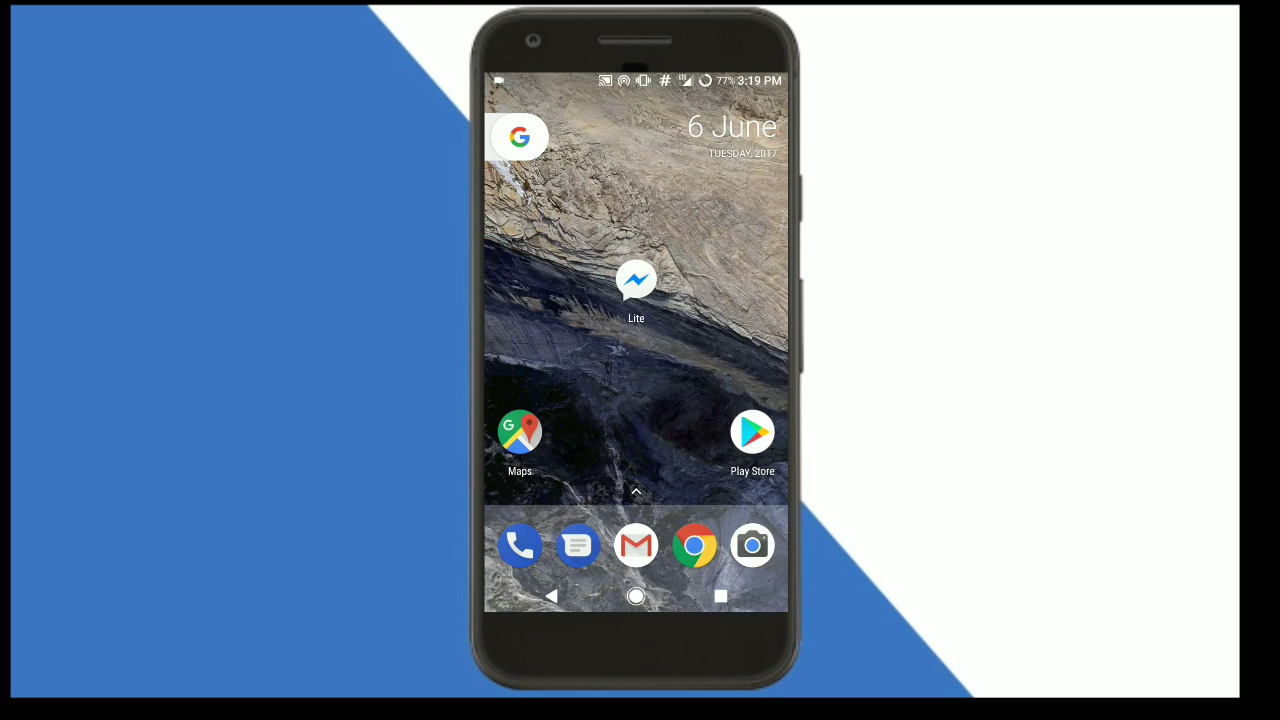 77% 3:19 PM
6 June
TUESDAY, 2017
Lite
Maps
Play Store